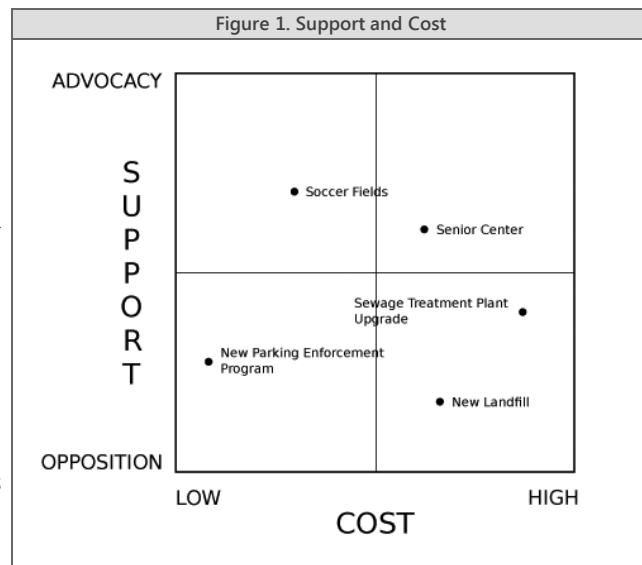 Figure 1. Support and Cost
ADVOCACY
SUPPORT
OPPOSITION
Soccer Fields
Senior Center
Sewage Treatment Plant
Upgrade
New Parking Enforcement
Program
New Landfill
LOW
HIGH
COST